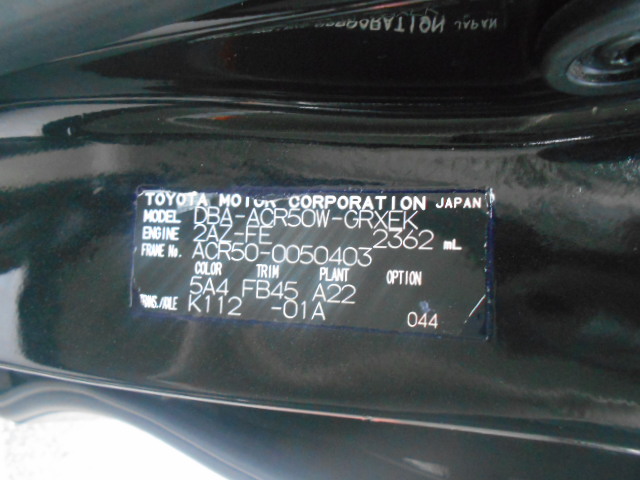 TOYOTA MOTOR CORPORATION JAPAN
MODEL DBA-ACR50W-GRXEK
ENGINE 2AZ-FE 2362 mL
FRAME No. ACR50-0050403
COLOR TRIM PLANT OPTION
5A4 FB45 A22
TRANS./AXLE K112 -01A
044